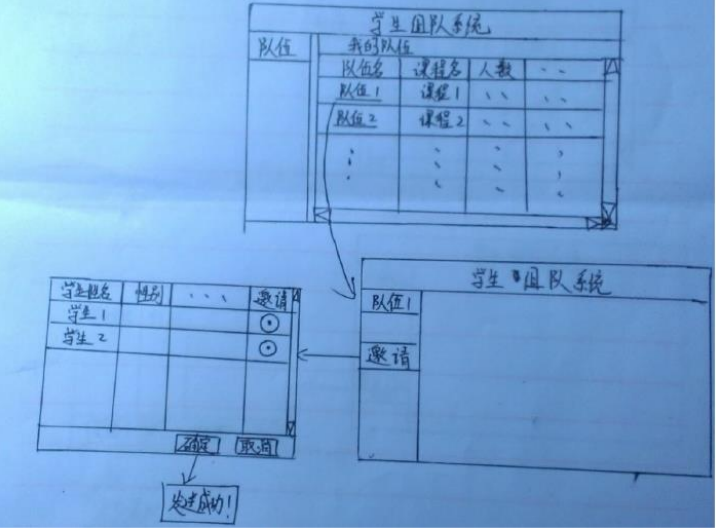 学生组队系统
队伍
我的队伍
队伍名 课程名 人数 ...
队伍1 课程1 、、 、、
队伍2 课程2 、、 、、
学生组队系统
队伍1
邀请
学生姓名 性别 、、、 邀请
学生1
学生2
确定 取消
发送成功!